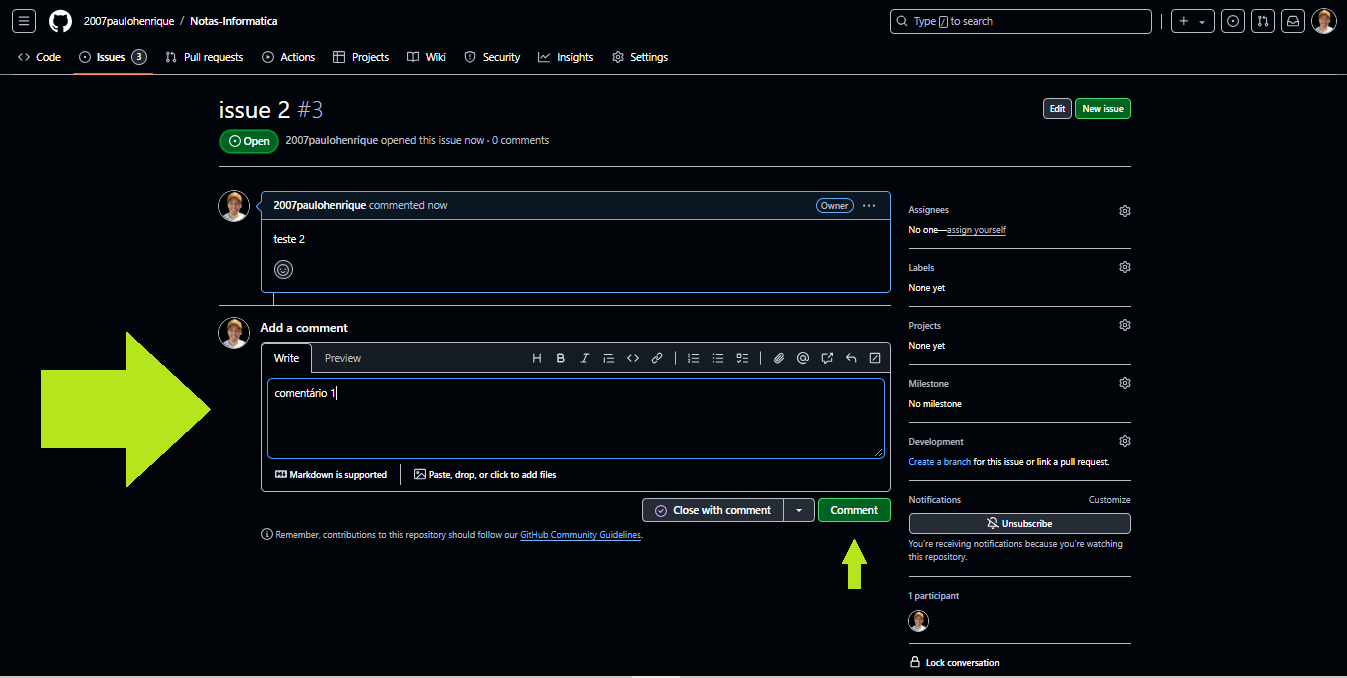 2007paulohenrique / Notas-Informatica
Type / to search
Code Issues 3 Pull requests Actions Projects Wiki Security Insights Settings
issue 2 #3
Edit New issue
Open 2007paulohenrique opened this issue now · 0 comments
2007paulohenrique commented now Owner
teste 2
Add a comment
Write Preview
comentário 1
Markdown is supported Paste, drop, or click to add files
Close with comment Comment
Remember, contributions to this repository should follow our GitHub Community Guidelines.
Assignees
No one—assign yourself
Labels
None yet
Projects
None yet
Milestone
No milestone
Development
Create a branch for this issue or link a pull request.
Notifications Customize
Unsubscribe
You're receiving notifications because you're watching
this repository.
1 participant
Lock conversation